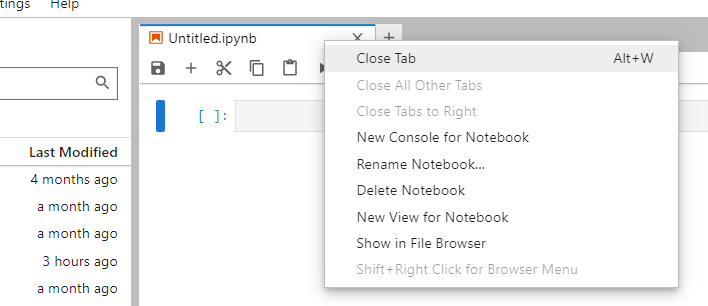 ttings Help
Untitled.ipynb
Close Tab Alt+W
Close All Other Tabs
Close Tabs to Right
[ ]:
New Console for Notebook
Last Modified
Rename Notebook…
4 months ago
Delete Notebook
a month ago
New View for Notebook
a month ago
Show in File Browser
3 hours ago
Shift+Right Click for Browser Menu
a month ago